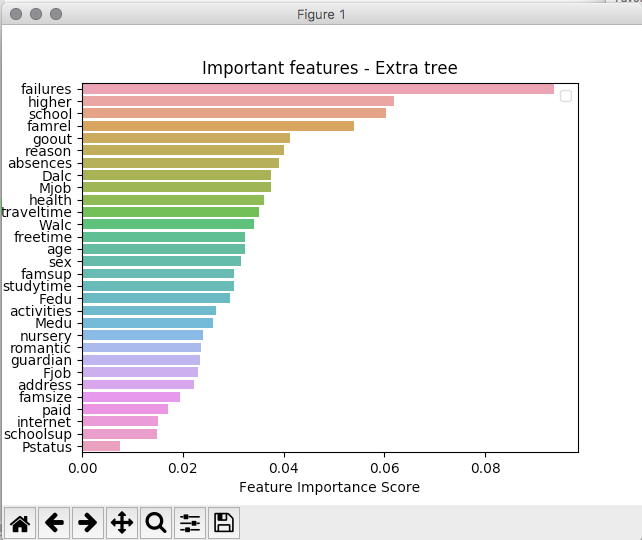 Figure 1
Important features - Extra tree
failures
higher
school
famrel
goout
reason
absences
Dalc
Mjob
health
traveltime
Walc
freetime
age
sex
famsup
studytime
Fedu
activities
Medu
nursery
romantic
guardian
Fjob
address
famsize
paid
internet
schoolsup
Pstatus
0.00 0.02 0.04 0.06 0.08
Feature Importance Score